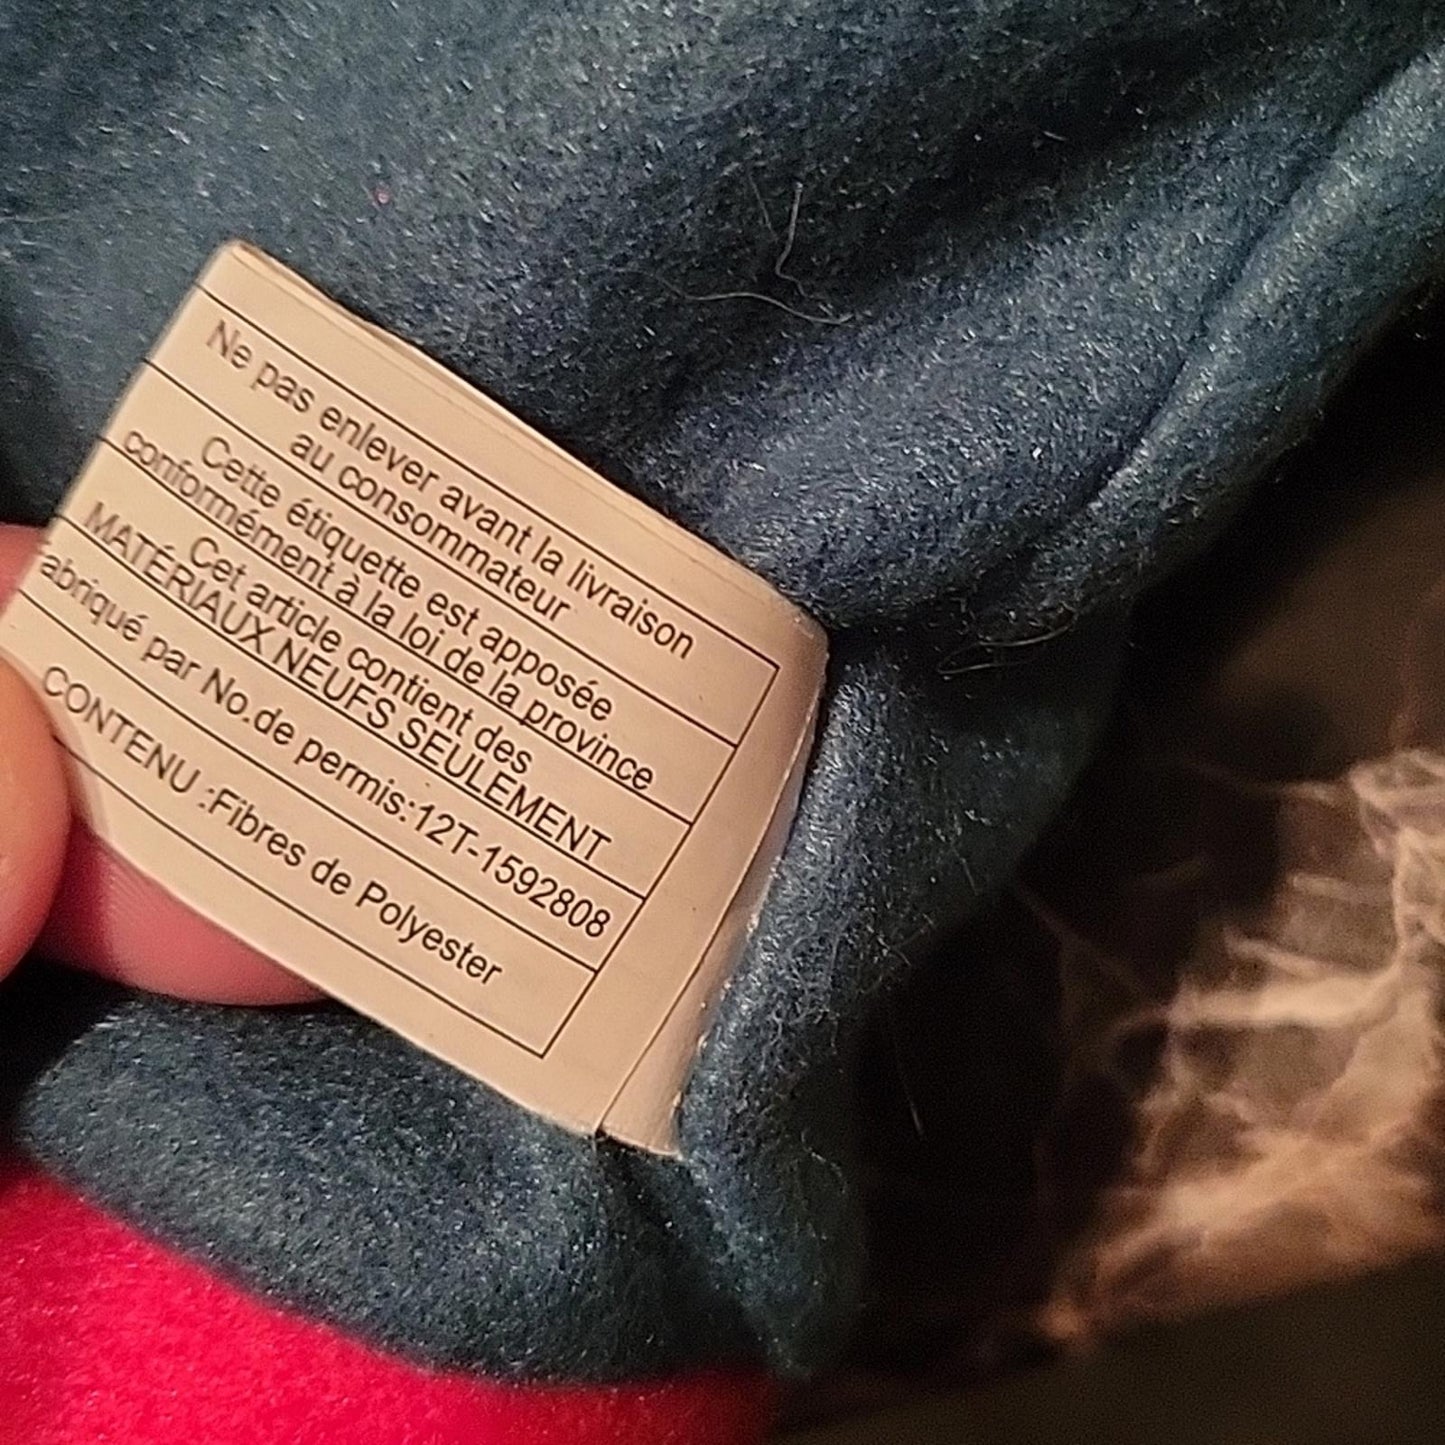 Ne pas enlever avant la livraison
au consommateur
Cette étiquette est apposée
conformément à la loi de la province
Cet article contient des
MATÉRIAUX NEUFS SEULEMENT
abriqué par No.de permis:12T-1592808
CONTENU :Fibres de Polyester